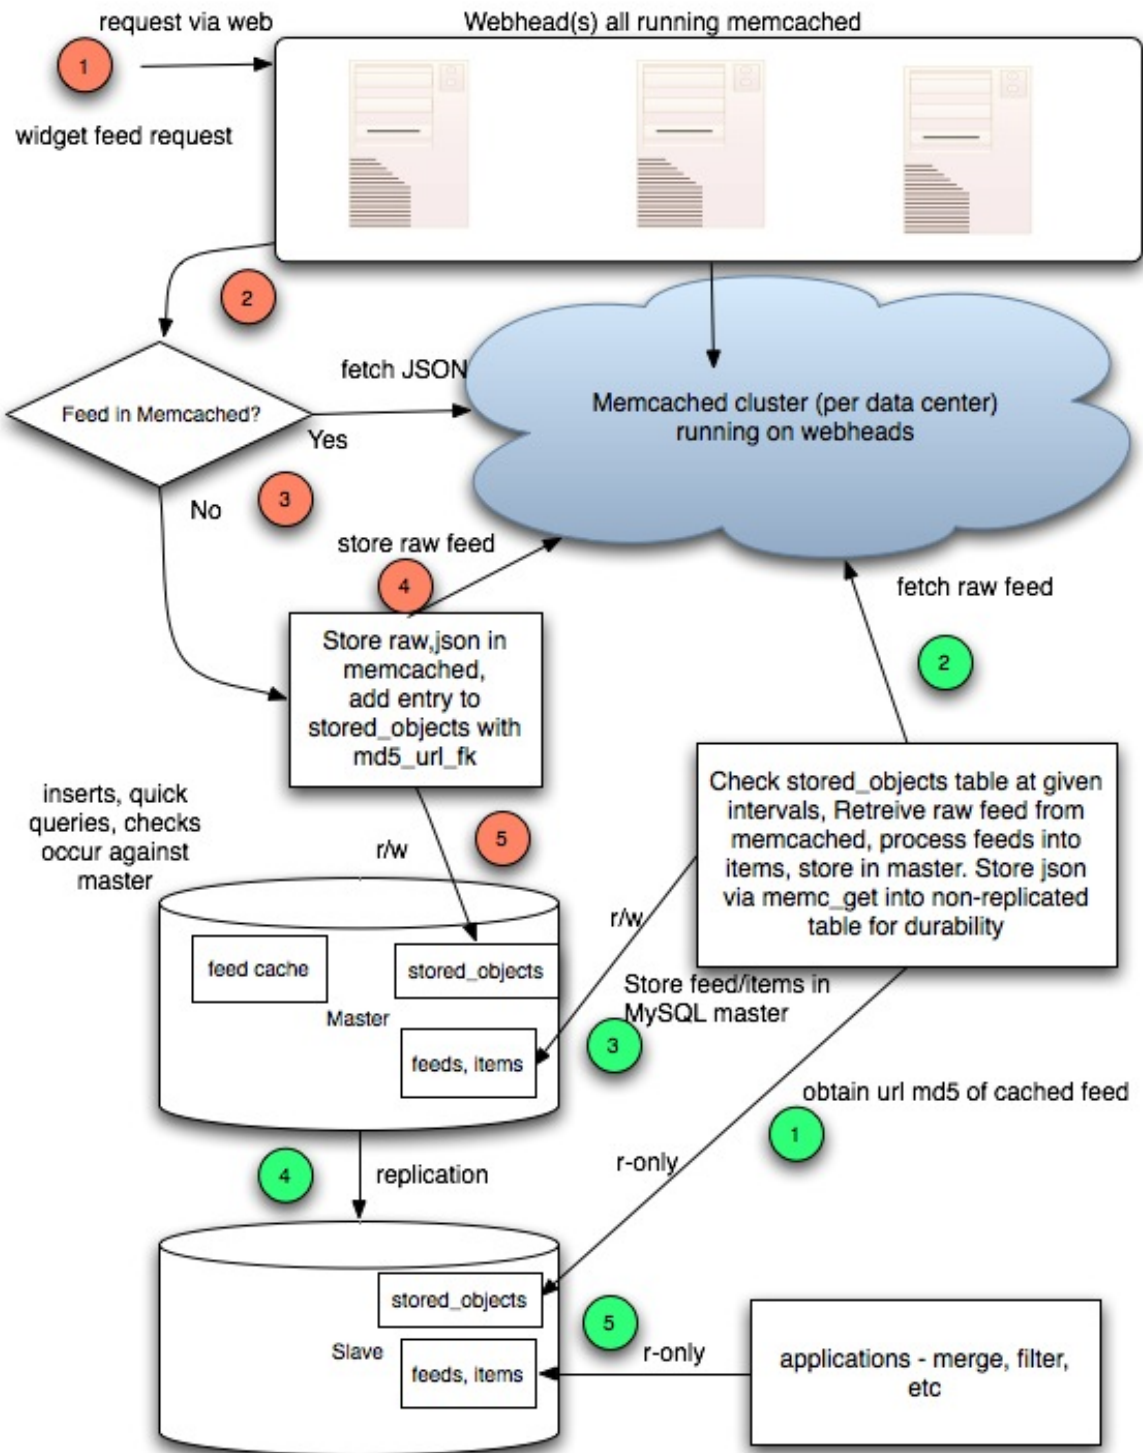 request via web
Webhead(s) all running memcached
1
widget feed request
2
fetch JSON
Feed in Memcached?
Yes
Memcached cluster (per data center)
running on webheads
3
No
store raw feed
4
fetch raw feed
2
Store raw,json in
memcached,
add entry to
stored_objects with
md5_url_fk
inserts, quick
queries, checks
occur against
master
r/w
5
Check stored_objects table at given
intervals, Retreive raw feed from
memcached, process feeds into
items, store in master. Store json
via memc_get into non-replicated
table for durability
r/w
feed cache
stored_objects
Master
feeds, items
Store feed/items in
MySQL master
3
obtain url md5 of cached feed
1
r-only
4
replication
stored_objects
Slave
feeds, items
5
r-only
applications - merge, filter,
etc